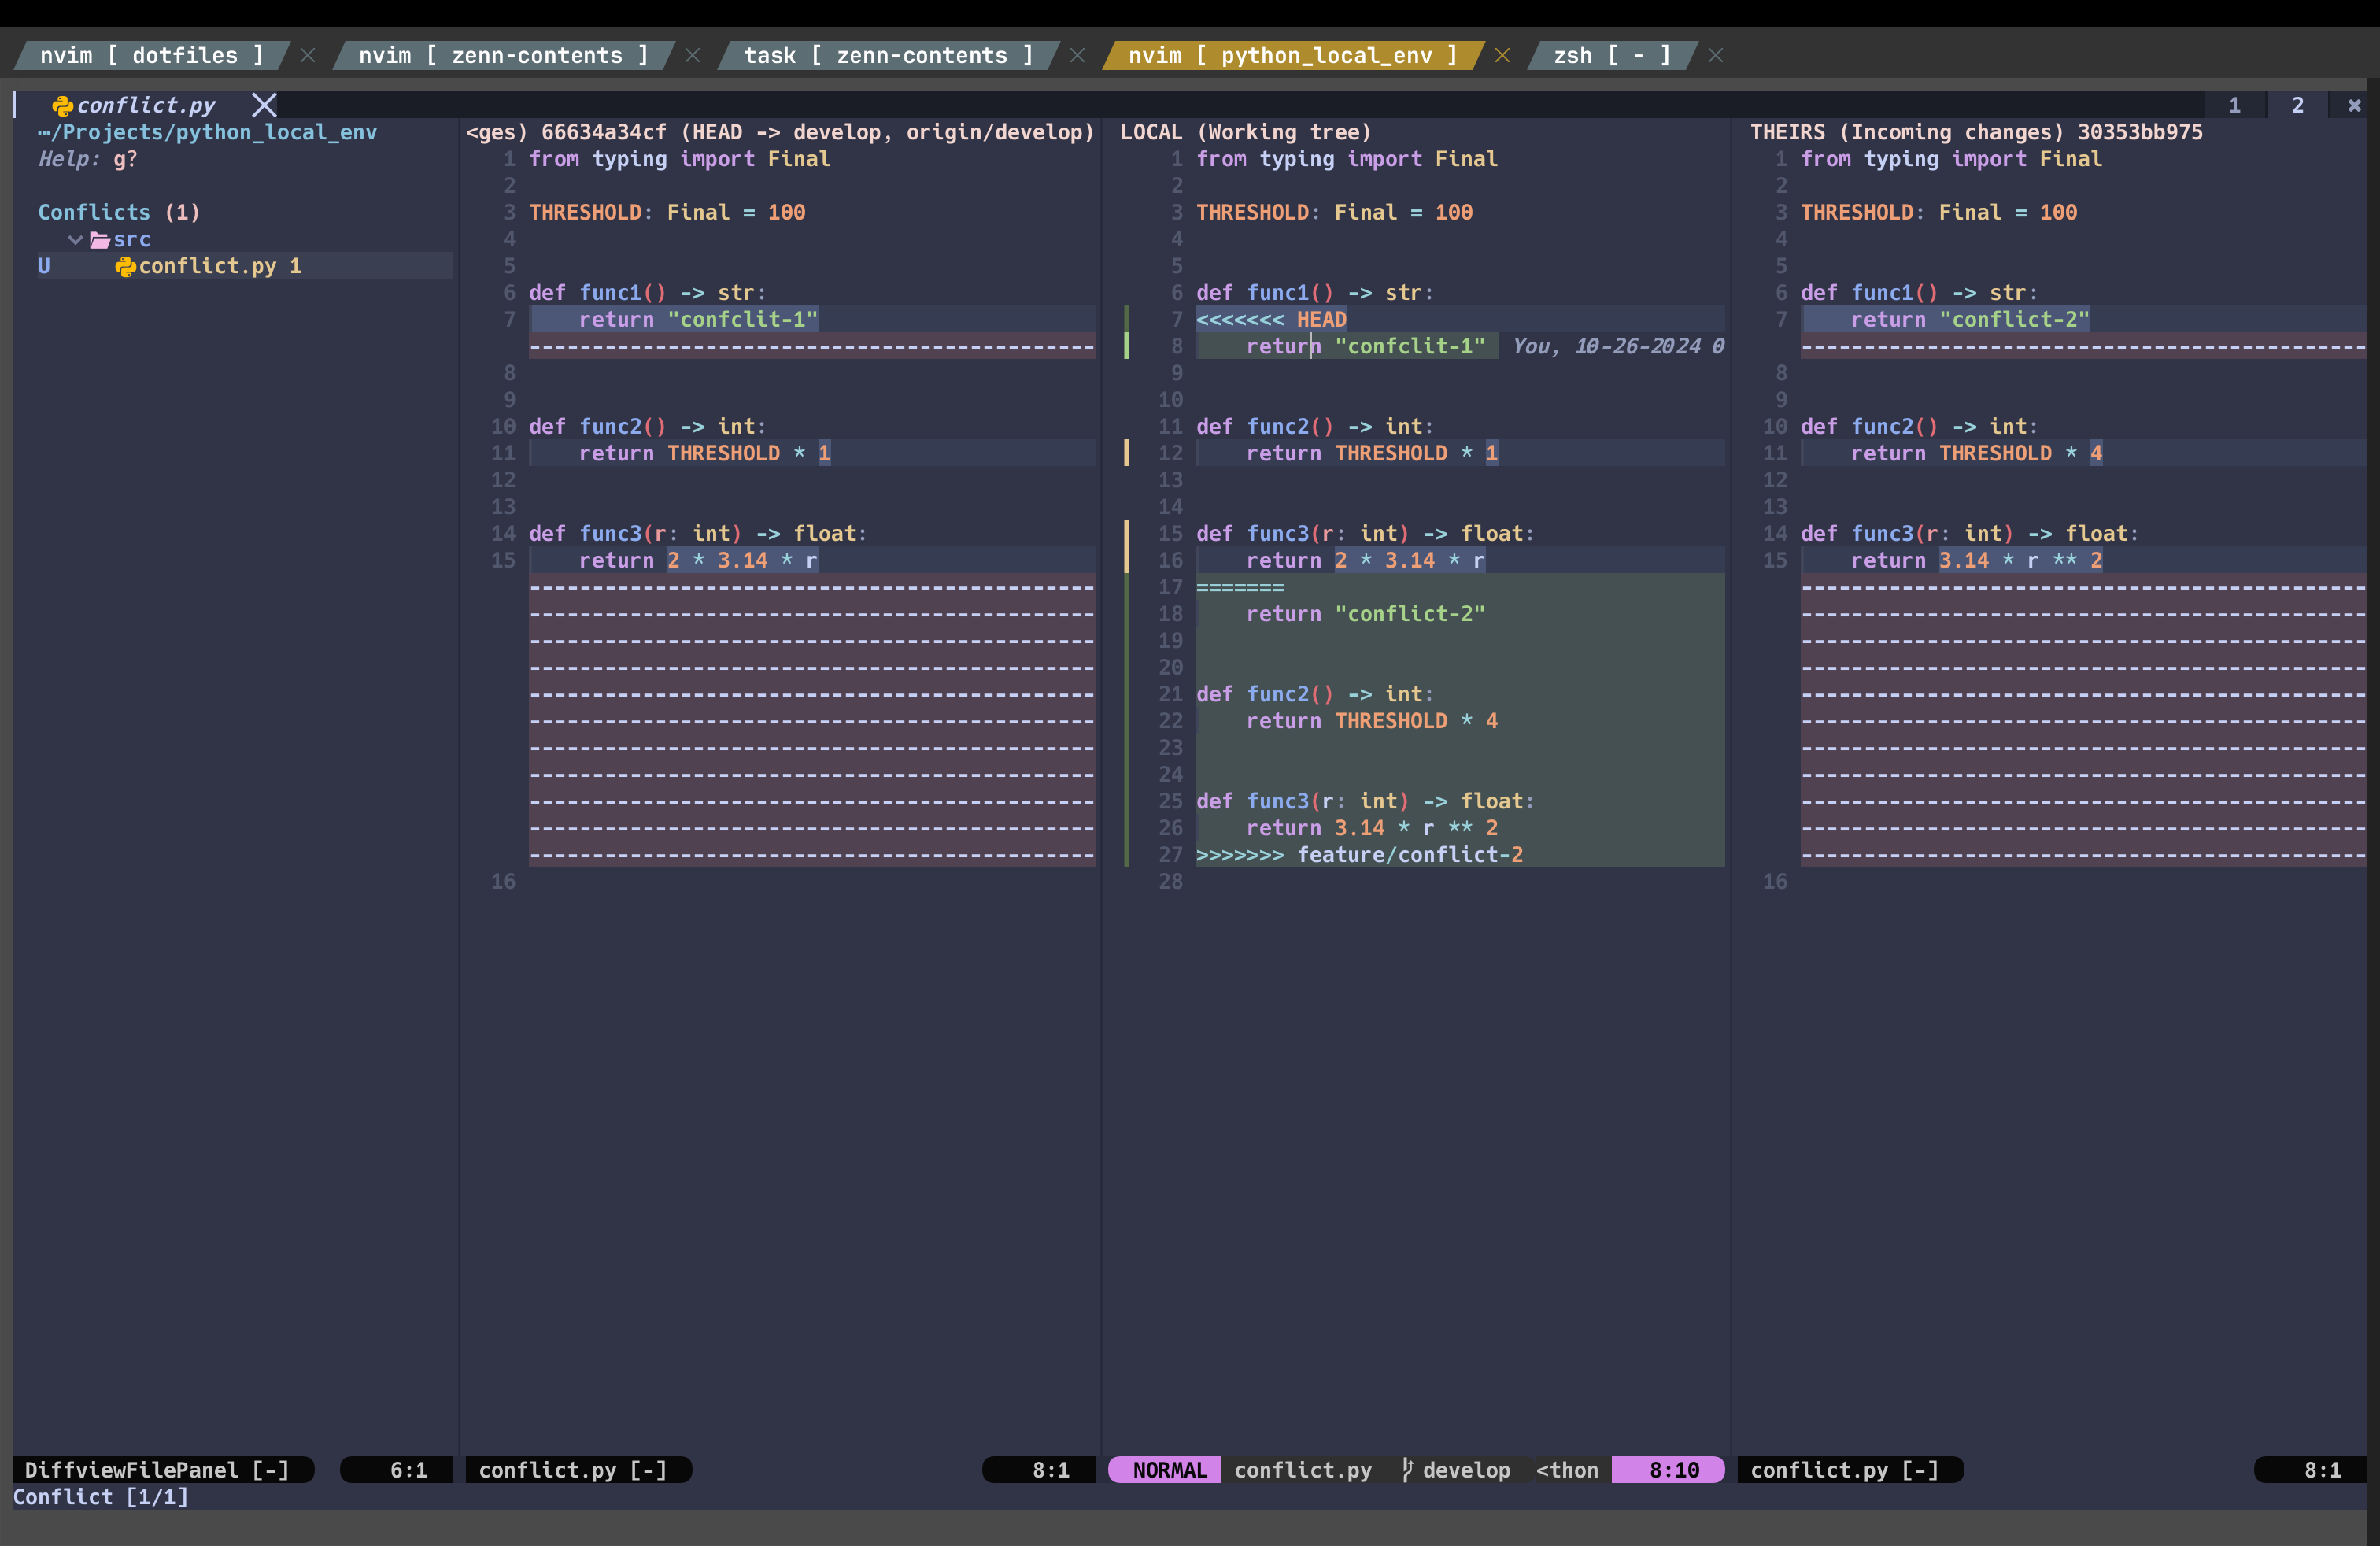 nvim [ dotfiles ] × nvim [ zenn-contents ] × task [ zenn-contents ] × nvim [ python_local_env ] × zsh [ - ] ×
conflict.py × 1 2 ×
⋯/Projects/python_local_env
Help: g?
Conflicts (1)
src
U conflict.py 1
<ges) 66634a34cf (HEAD -> develop, origin/develop)
1 from typing import Final
2
3 THRESHOLD: Final = 100
4
5
6 def func1() -> str:
7     return "confclit-1"
---------------------------------------------
8
9
10 def func2() -> int:
11     return THRESHOLD * 1
12
13
14 def func3(r: int) -> float:
15     return 2 * 3.14 * r
---------------------------------------------
---------------------------------------------
---------------------------------------------
---------------------------------------------
---------------------------------------------
---------------------------------------------
---------------------------------------------
---------------------------------------------
---------------------------------------------
---------------------------------------------
---------------------------------------------
16
LOCAL (Working tree)
1 from typing import Final
2
3 THRESHOLD: Final = 100
4
5
6 def func1() -> str:
7 <<<<<<< HEAD
8     return "confclit-1" You, 10-26-2024 0
9
10
11 def func2() -> int:
12     return THRESHOLD * 1
13
14
15 def func3(r: int) -> float:
16     return 2 * 3.14 * r
17 =======
18     return "conflict-2"
19
20
21 def func2() -> int:
22     return THRESHOLD * 4
23
24
25 def func3(r: int) -> float:
26     return 3.14 * r ** 2
27 >>>>>>> feature/conflict-2
28
THEIRS (Incoming changes) 30353bb975
1 from typing import Final
2
3 THRESHOLD: Final = 100
4
5
6 def func1() -> str:
7     return "conflict-2"
---------------------------------------------
8
9
10 def func2() -> int:
11     return THRESHOLD * 4
12
13
14 def func3(r: int) -> float:
15     return 3.14 * r ** 2
---------------------------------------------
---------------------------------------------
---------------------------------------------
---------------------------------------------
---------------------------------------------
---------------------------------------------
---------------------------------------------
---------------------------------------------
---------------------------------------------
---------------------------------------------
---------------------------------------------
16
DiffviewFilePanel [-] 6:1 conflict.py [-] 8:1 NORMAL conflict.py develop <thon 8:10 conflict.py [-] 8:1
Conflict [1/1]